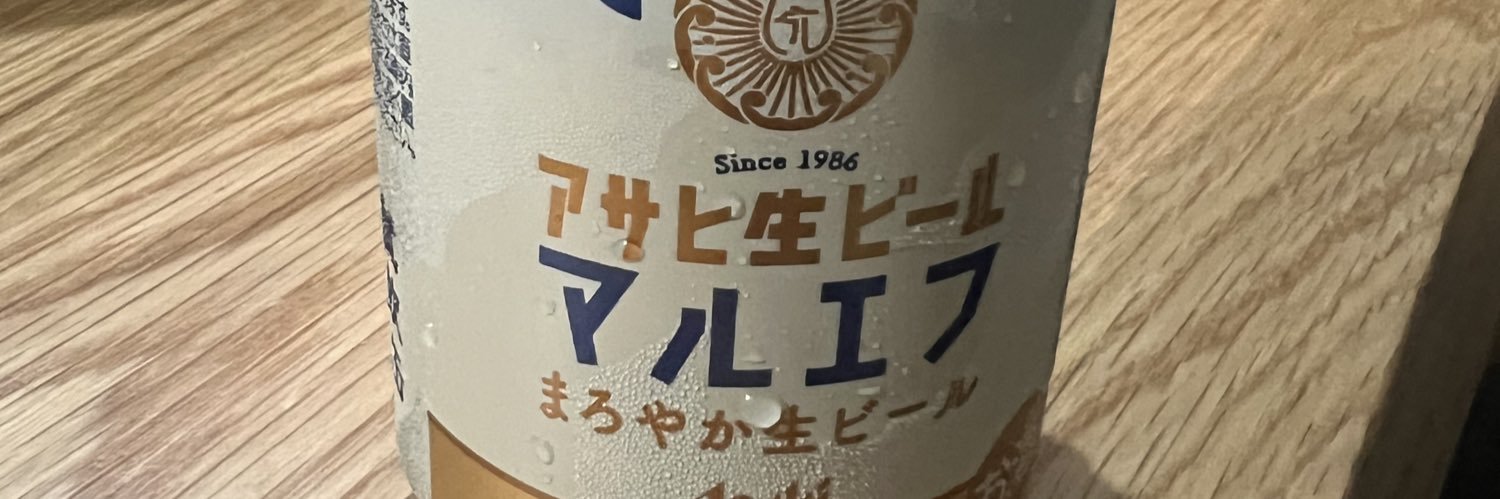 Since 1986
アサヒ生ビール
マルエフ
まろやか生ビール